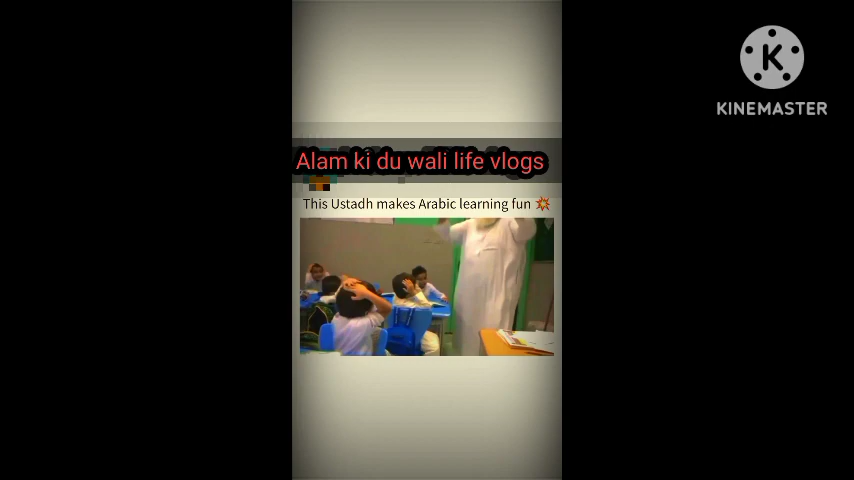 Alam ki du wali life vlogs
This Ustadh makes Arabic learning fun 💥
K
KINEMASTER